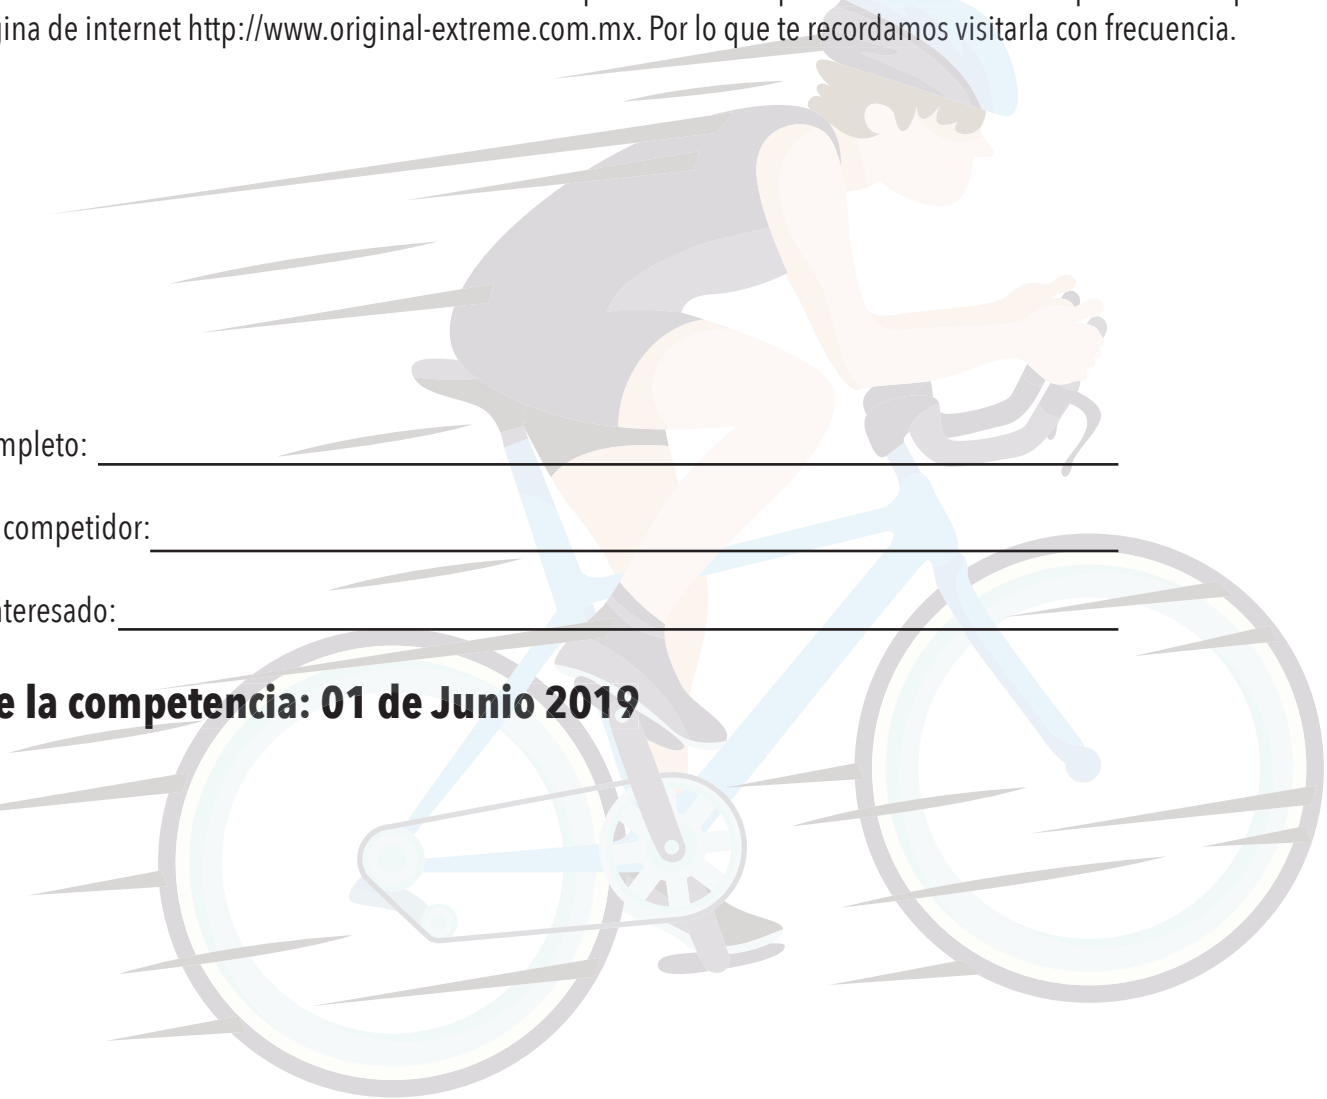 gina de internet http://www.original-extreme.com.mx. Por lo que te recordamos visitarla con frecuencia.
mpleto:
competidor:
nteresado:
e la competencia: 01 de Junio 2019